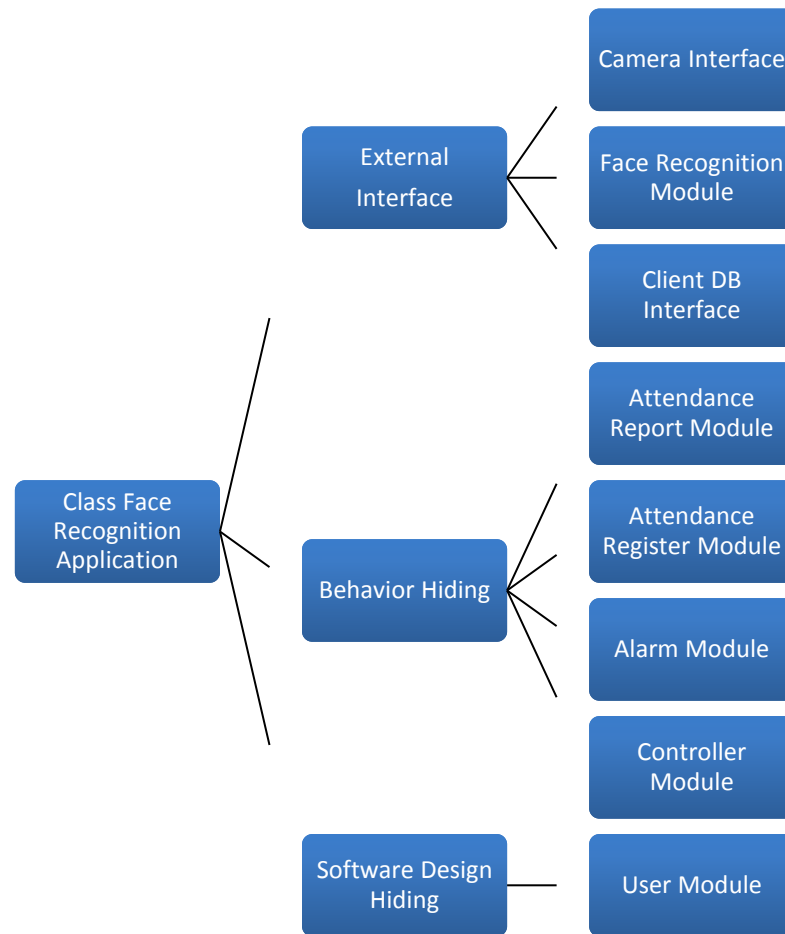 Class Face
Recognition
Application
External
Interface
Camera Interface
Face Recognition
Module
Client DB
Interface
Behavior Hiding
Attendance
Report Module
Attendance
Register Module
Alarm Module
Controller
Module
Software Design
Hiding
User Module